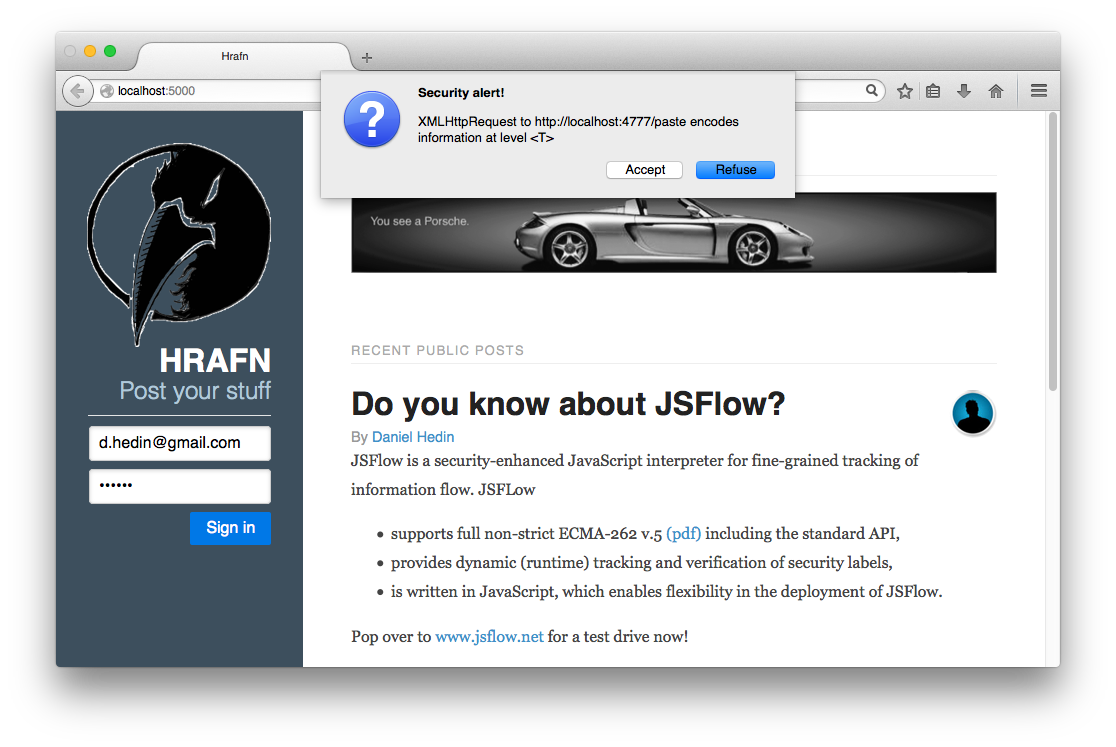 Hrafn
localhost:5000
Security alert!
XMLHttpRequest to http://localhost:4777/paste encodes
information at level <T>
Accept
Refuse
You see a Porsche.
HRAFN
Post your stuff
d.hedin@gmail.com
••••••
Sign in
RECENT PUBLIC POSTS
Do you know about JSFlow?
By Daniel Hedin
JSFlow is a security-enhanced JavaScript interpreter for fine-grained tracking of
information flow. JSFLow
• supports full non-strict ECMA-262 v.5 (pdf) including the standard API,
• provides dynamic (runtime) tracking and verification of security labels,
• is written in JavaScript, which enables flexibility in the deployment of JSFlow.
Pop over to www.jsflow.net for a test drive now!